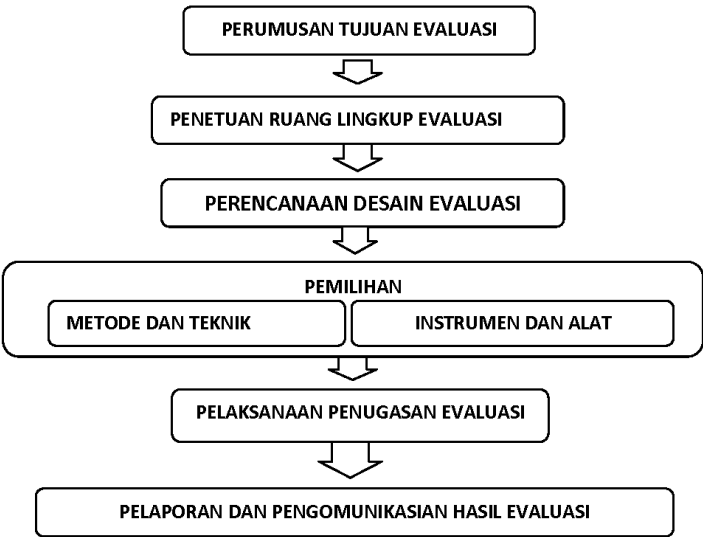 PERUMUSAN TUJUAN EVALUASI
PENETUAN RUANG LINGKUP EVALUASI
PERENCANAAN DESAIN EVALUASI
PEMILIHAN
METODE DAN TEKNIK
INSTRUMEN DAN ALAT
PELAKSANAAN PENUGASAN EVALUASI
PELAPORAN DAN PENGOMUNIKASIAN HASIL EVALUASI